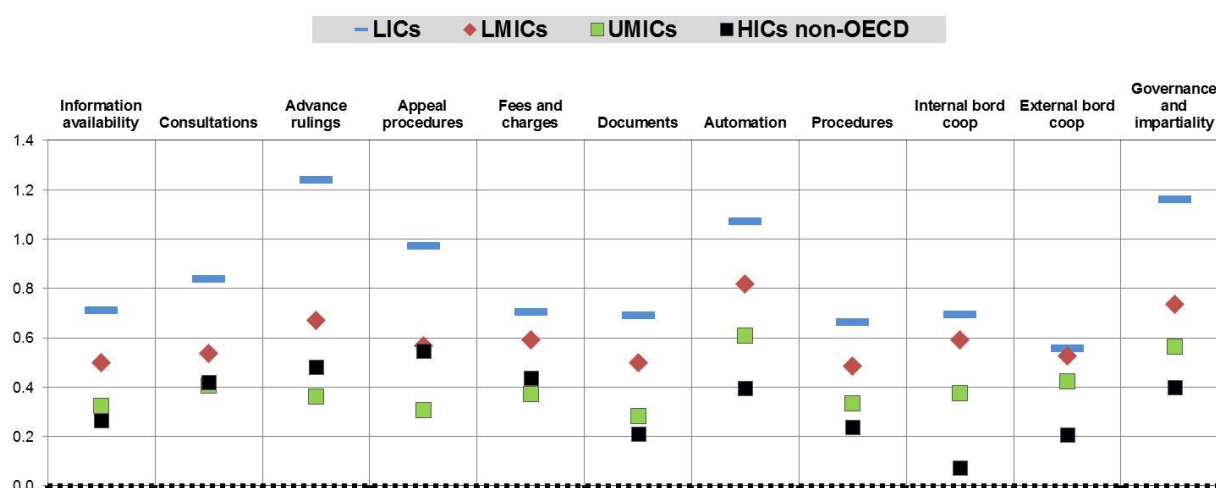 LICs LMICs UMICs HICs non-OECD
Information
availability
Consultations
Advance
rulings
Appeal
procedures
Fees and
charges
Documents
Automation
Procedures
Internal bord
coop
External bord
coop
Governance
and
impartiality
1.4
1.2
1.0
0.8
0.6
0.4
0.2
0.0